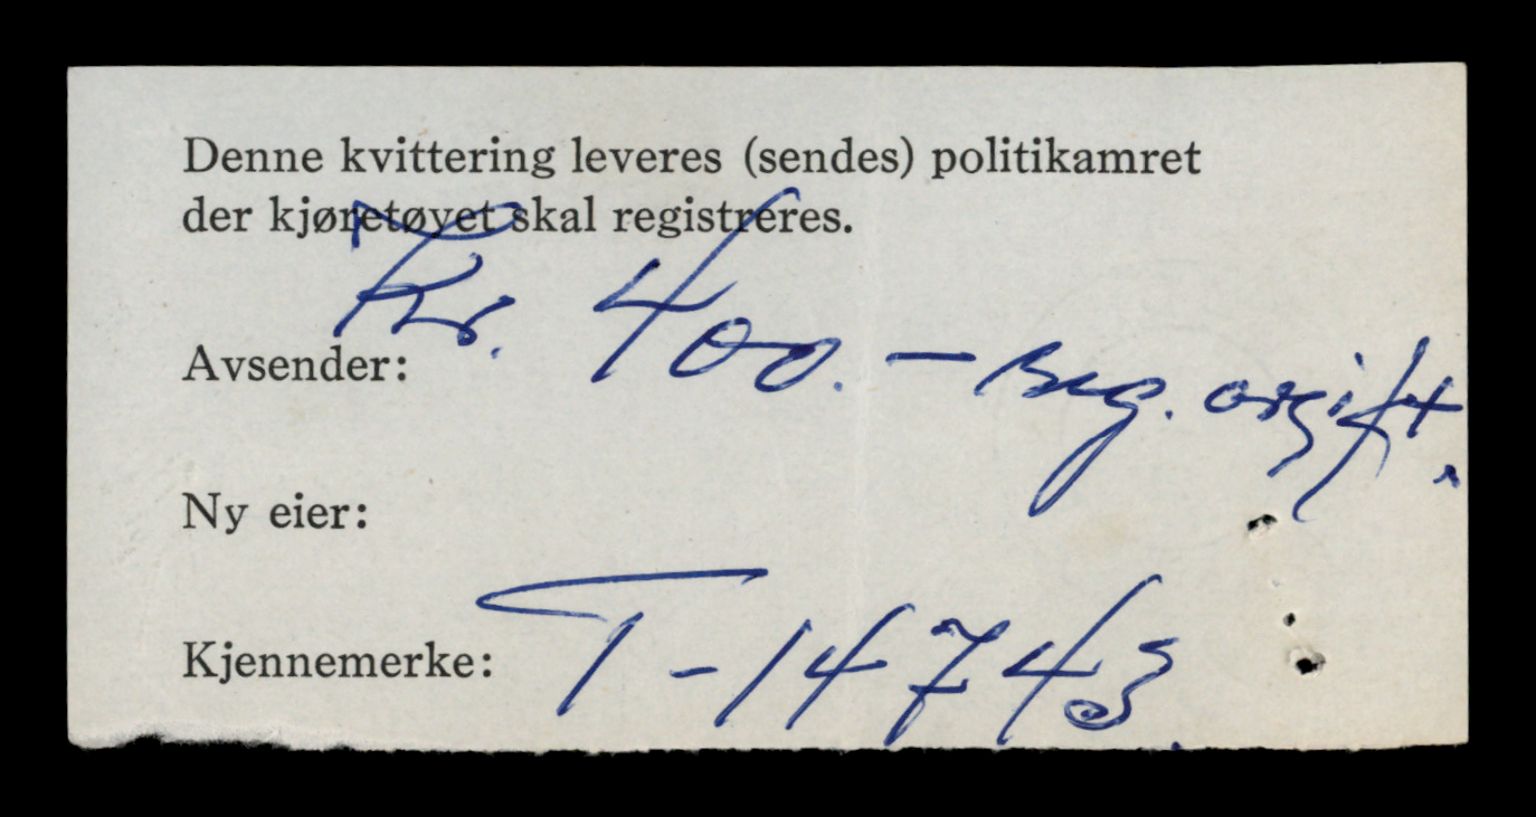 Denne kvittering leveres (sendes) politikamret
der kjøretøyet skal registreres.
Kr. 400.- reg. avgift.
Avsender:
Ny eier:
Kjennemerke: T-14743.